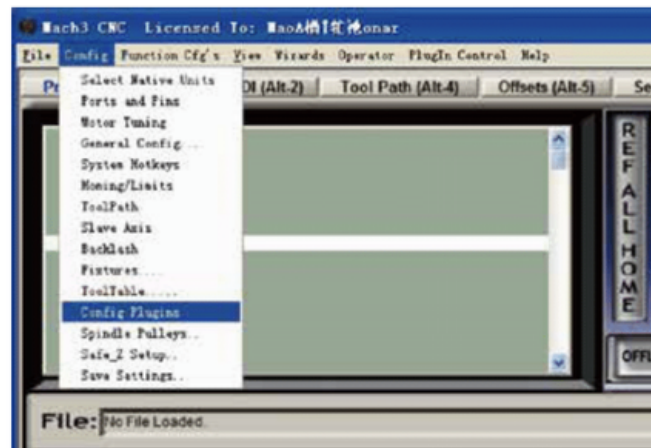 Mach3 CNC Licensed To:
File Config Function Cfg's View Wizards Operator PlugIn Control Help
DI (Alt-2) Tool Path (Alt-4) Offsets (Alt-5) Se
Select Native Units
Ports and Pins
Motor Tuning
General Config...
System Hotkeys
Homing/Limits
ToolPath
Slave Axis
Backlash
Fixtures....
ToolTable.....
Config Plugins
Spindle Pulleys..
Safe_Z Setup..
Save Settings..
REF ALL HOME
OFFL
File: No File Loaded.